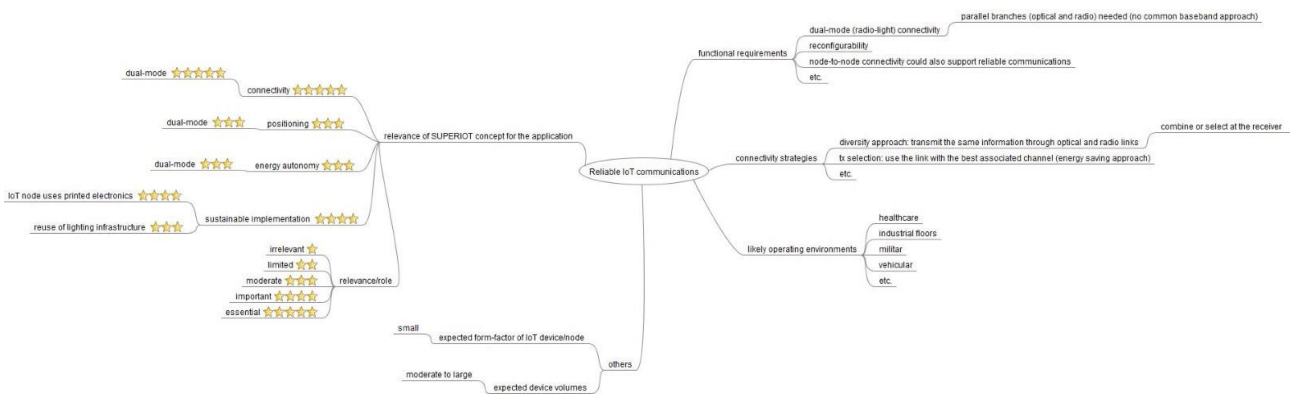 Reliable IoT communications
functional requirements
dual-mode (radio-light) connectivity
parallel branches (optical and radio) needed (no common baseband approach)
reconfigurability
node-to-node connectivity could also support reliable communications
etc.
connectivity strategies
diversity approach: transmit the same information through optical and radio links
combine or select at the receiver
tx selection: use the link with the best associated channel (energy saving approach)
etc.
likely operating environments
healthcare
industrial floors
militar
vehicular
etc.
relevance of SUPERIOT concept for the application
connectivity
dual-mode
positioning
dual-mode
energy autonomy
dual-mode
sustainable implementation
IoT node uses printed electronics
reuse of lighting infrastructure
relevance/role
irrelevant
limited
moderate
important
essential
others
expected form-factor of IoT device/node
small
expected device volumes
moderate to large